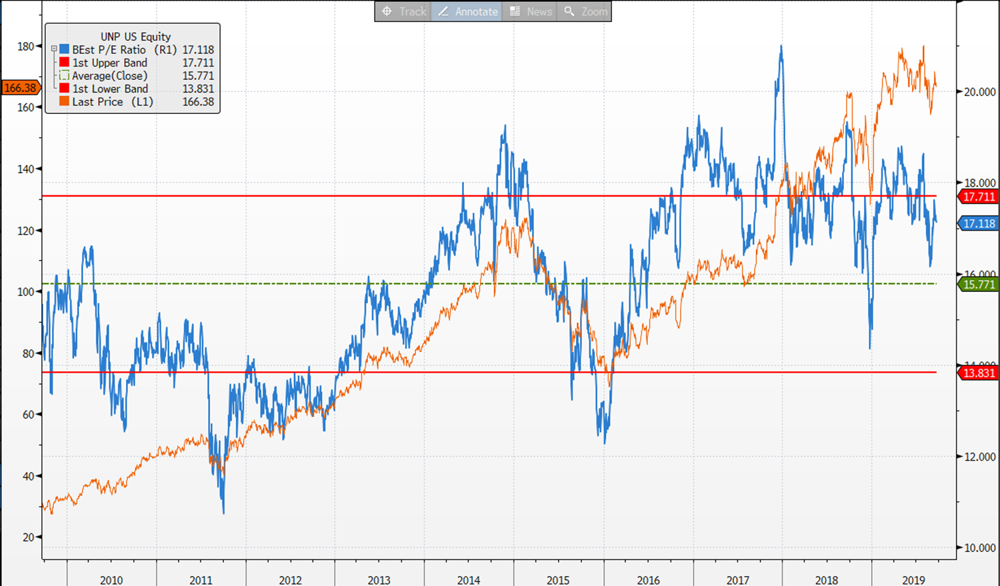 Track Annotate News Zoom
UNP US Equity
BEst P/E Ratio (R1) 17.118
1st Upper Band 17.711
Average(Close) 15.771
1st Lower Band 13.831
Last Price (L1) 166.38
180
166.38
160
140
120
100
80
60
40
20
20.000
18.000
17.711
17.118
16.000
15.771
14.000
13.831
12.000
10.000
2010 2011 2012 2013 2014 2015 2016 2017 2018 2019